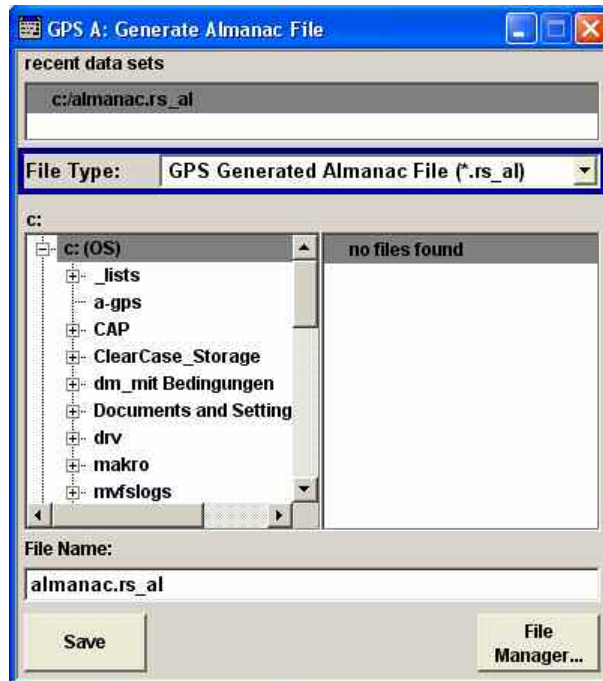 GPS A: Generate Almanac File
recent data sets
c:/almanac.rs_al
File Type: GPS Generated Almanac File (*.rs_al)
c:
c: (OS)
no files found
_lists
a-gps
CAP
ClearCase_Storage
dm_mit Bedingungen
Documents and Setting
drv
makro
mvfslogs
File Name:
almanac.rs_al
Save
File
Manager...